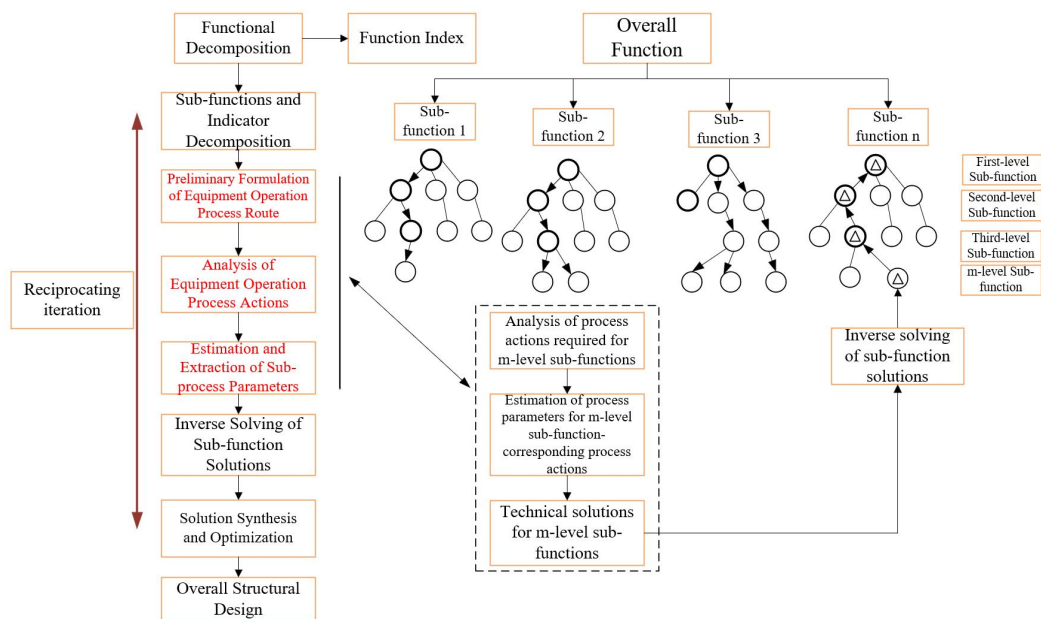 Functional
Decomposition
Function Index
Overall
Function
Sub-functions and
Indicator
Decomposition
Sub-
function 1
Sub-
function 2
Sub-
function 3
Sub-
function n
Preliminary Formulation
of Equipment Operation
Process Route
First-level
Sub-function
Second-level
Sub-function
Third-level
Sub-function
m-level Sub-
function
Analysis of
Equipment Operation
Process Actions
Reciprocating
iteration
Estimation and
Extraction of Sub-
process Parameters
Inverse Solving of
Sub-function
Solutions
Solution Synthesis
and Optimization
Overall Structural
Design
Analysis of process
actions required for
m-level sub-functions
Estimation of process
parameters for m-level
sub-function-
corresponding process
actions
Technical solutions
for m-level sub-
functions
Inverse solving
of sub-function
solutions